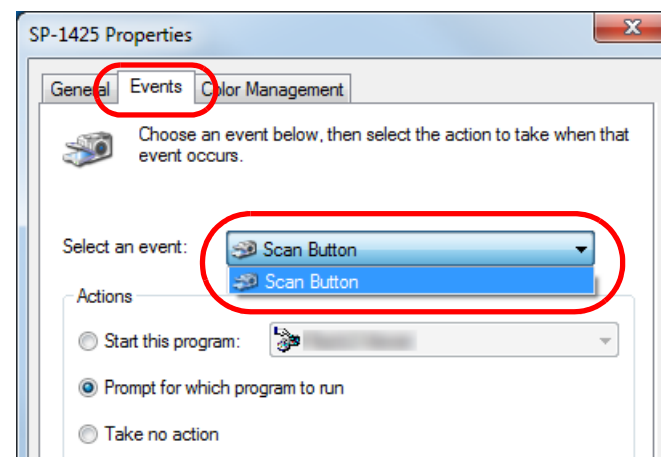 SP-1425 Properties
General Events Color Management
Choose an event below, then select the action to take when that
event occurs.
Select an event: Scan Button
Scan Button
Actions
Start this program:
Prompt for which program to run
Take no action